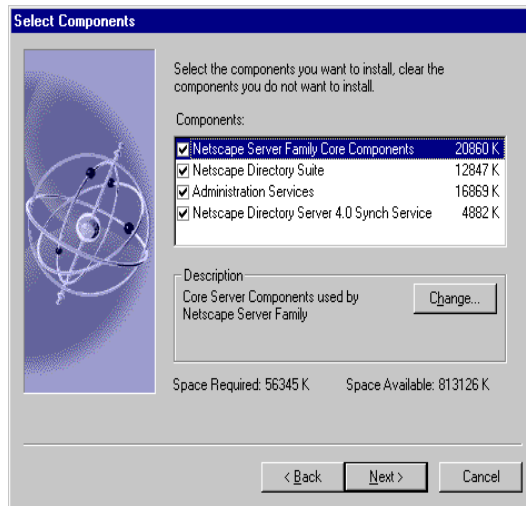 Select Components
Select the components you want to install, clear the
components you do not want to install.
Components:
Netscape Server Family Core Components 20860 K
Netscape Directory Suite 12847 K
Administration Services 16869 K
Netscape Directory Server 4.0 Synch Service 4882 K
Description
Core Server Components used by
Netscape Server Family
Change...
Space Required: 56345 K Space Available: 813126 K
< Back Next > Cancel